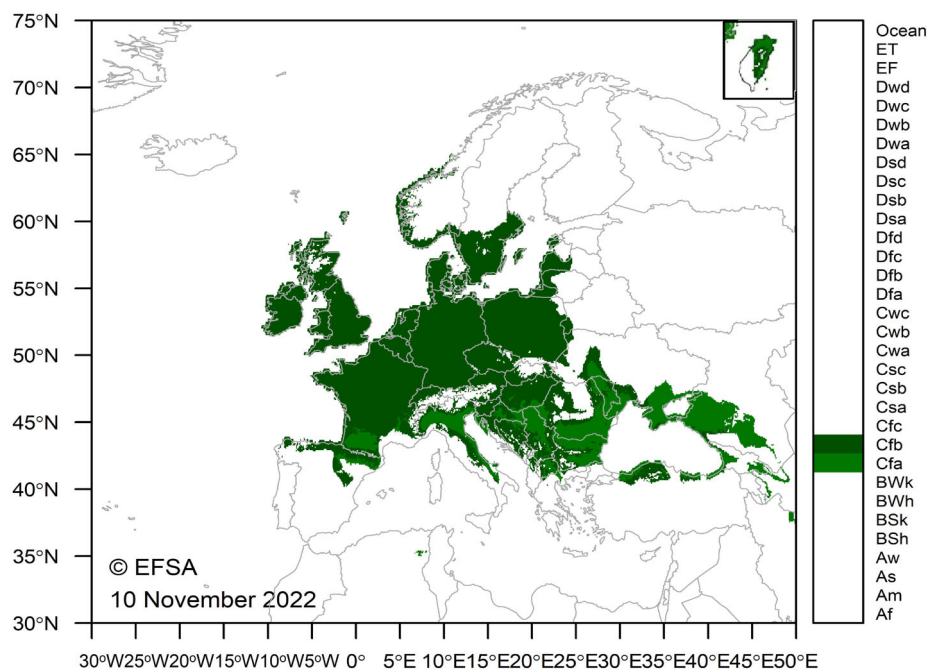 75°N
70°N
65°N
60°N
55°N
50°N
45°N
40°N
35°N
30°N
© EFSA
10 November 2022
30°W25°W20°W15°W10°W5°W 0° 5°E10°E15°E20°E25°E30°E35°E40°E45°E50°E
Ocean
ET
EF
Dwd
Dwc
Dwb
Dwa
Dsd
Dsc
Dsb
Dsa
Dfd
Dfc
Dfb
Dfa
Cwc
Cwb
Cwa
Csc
Csb
Csa
Cfc
Cfb
Cfa
BWk
BWh
BSk
BSh
Aw
As
Am
Af